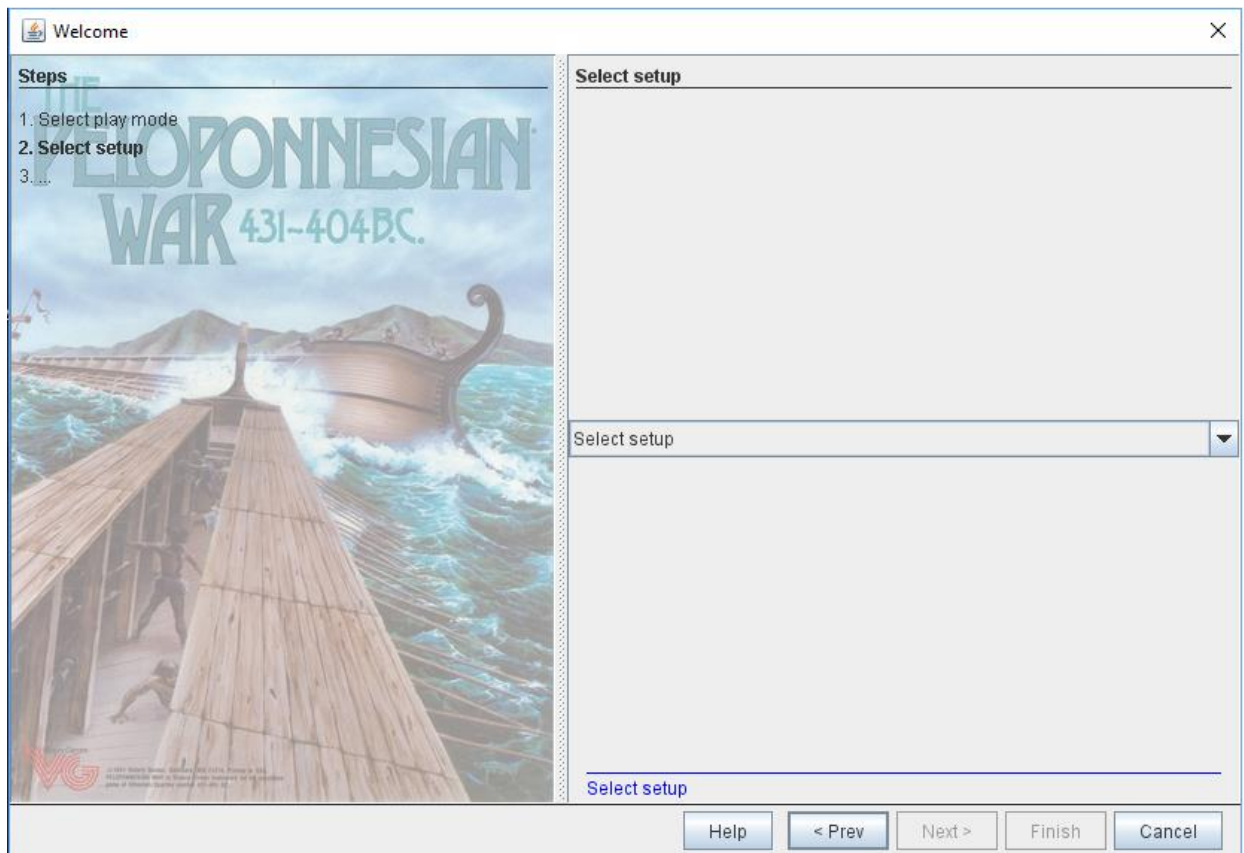 Welcome
Steps
1. Select play mode
2. Select setup
3. ...
THE
PELOPONNESIAN
WAR 431-404 B.C.
VG
Select setup
Select setup
Select setup
Help
< Prev
Next >
Finish
Cancel